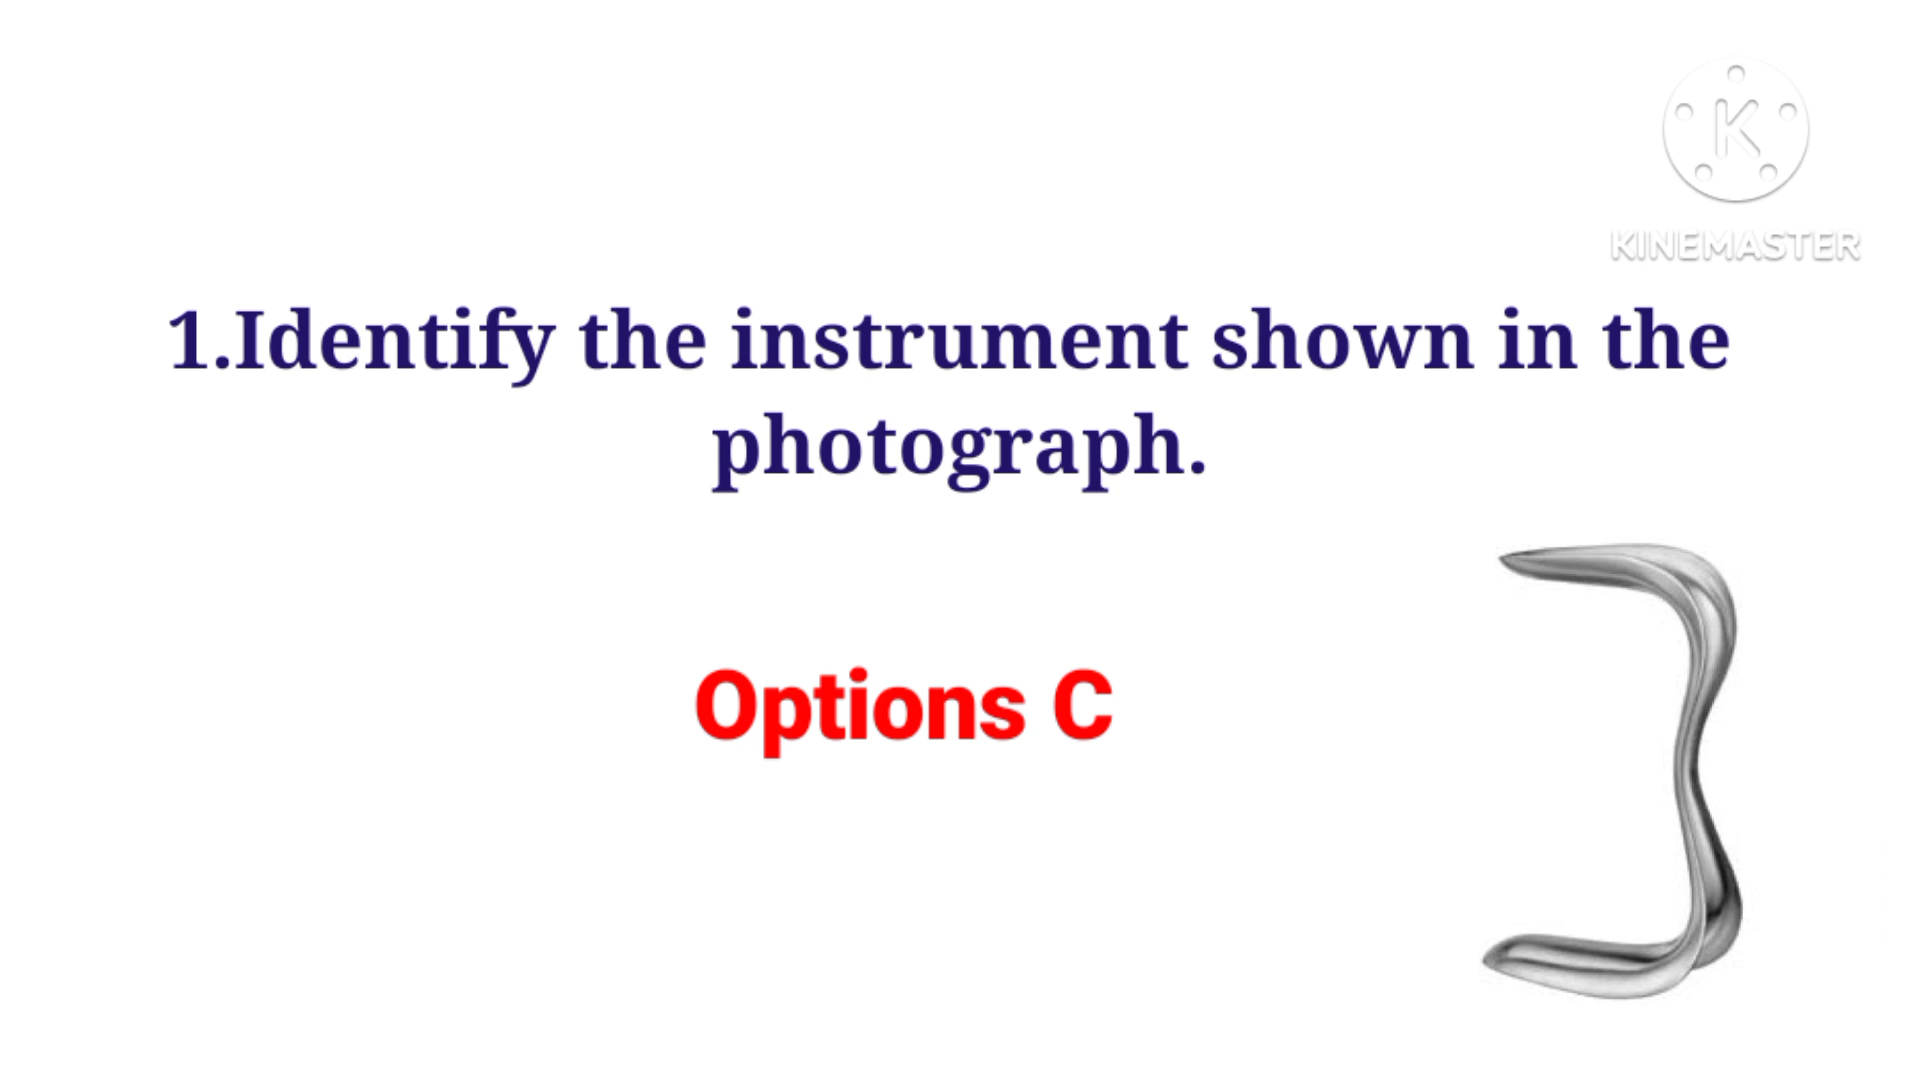 K
KINEMASTER
1.Identify the instrument shown in the
photograph.
Options C